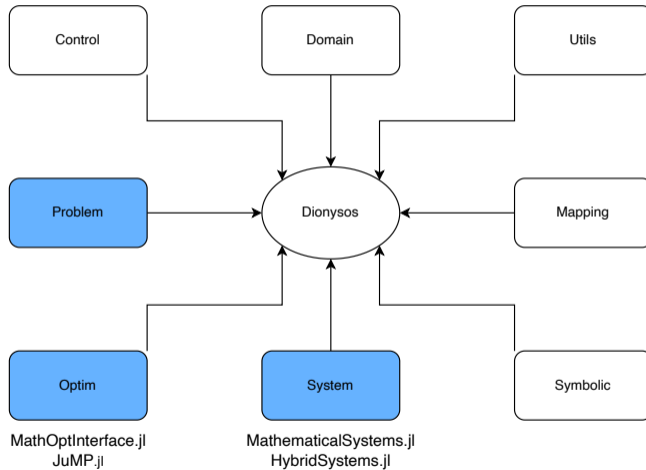 Control
Domain
Utils
Problem
Dionysos
Mapping
Optim
System
Symbolic
MathOptInterface.jl
JuMP.jl
MathematicalSystems.jl
HybridSystems.jl